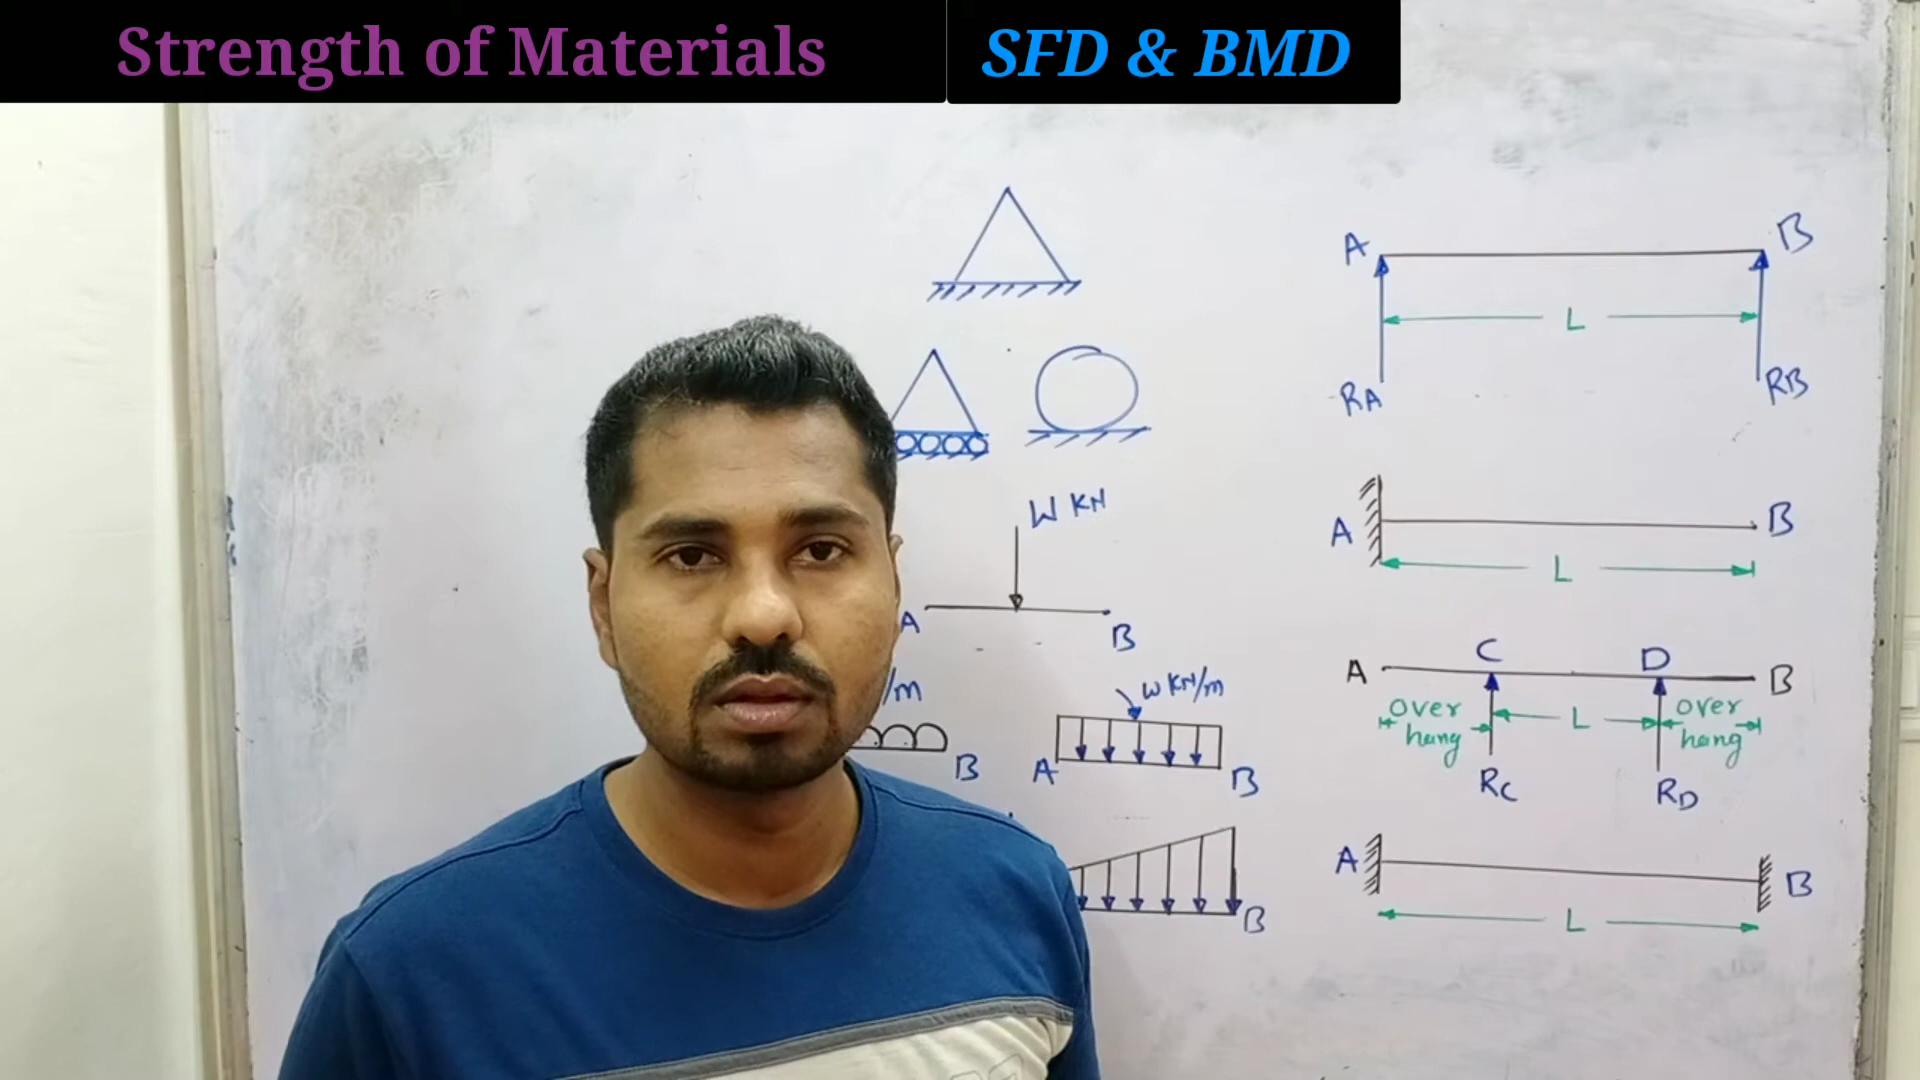 Strength of Materials
SFD & BMD
A B
L
RA RB
W KN
A B
A B
L
/m
W KN/m
B
A B
B
A C D B
over hang
L
over hang
RC RD
A B
L